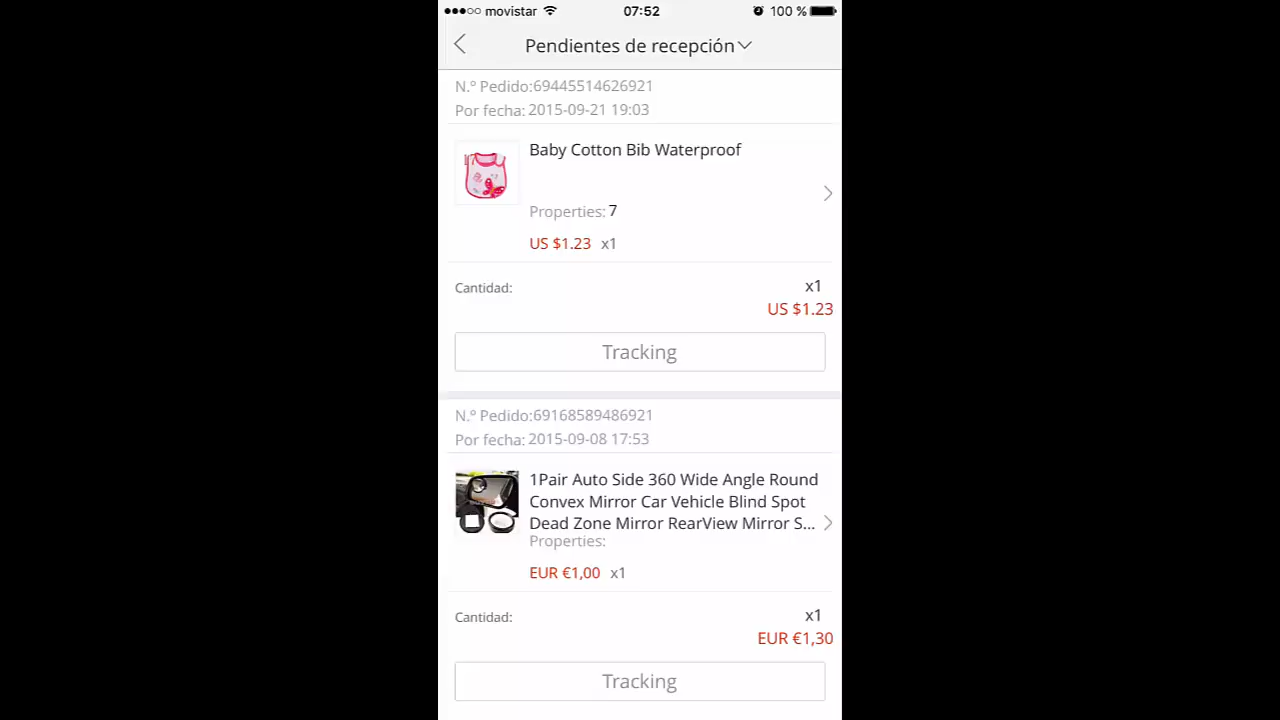 movistar 07:52 100 %
Pendientes de recepción
N.º Pedido:69445514626921
Por fecha: 2015-09-21 19:03
Baby Cotton Bib Waterproof
Properties: 7
US $1.23 x1
Cantidad: x1
US $1.23
Tracking
N.º Pedido:69168589486921
Por fecha: 2015-09-08 17:53
1Pair Auto Side 360 Wide Angle Round
Convex Mirror Car Vehicle Blind Spot
Dead Zone Mirror RearView Mirror S...
Properties:
EUR €1,00 x1
Cantidad: x1
EUR €1,30
Tracking